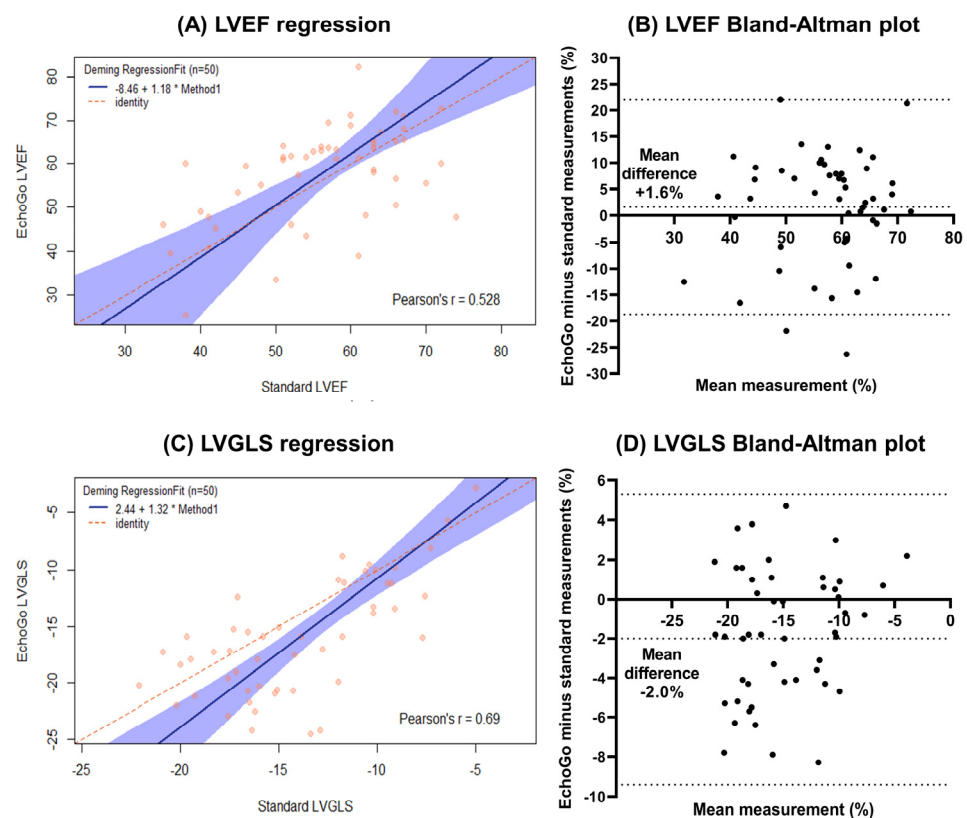 (A) LVEF regression
Deming RegressionFit (n=50)
-8.46 + 1.18 * Method1
identity
EchoGo LVEF
80
70
60
50
40
30
Pearson's r = 0.528
30 40 50 60 70 80
Standard LVEF
(B) LVEF Bland-Altman plot
EchoGo minus standard measurements (%)
30
25
20
15
10
5
0
-5
-10
-15
-20
-25
-30
Mean
difference
+1.6%
30 40 50 60 70 80
Mean measurement (%)
(C) LVGLS regression
Deming RegressionFit (n=50)
2.44 + 1.32 * Method1
identity
EchoGo LVGLS
-5
-10
-15
-20
-25
Pearson's r = 0.69
-25 -20 -15 -10 -5
Standard LVGLS
(D) LVGLS Bland-Altman plot
EchoGo minus standard measurements (%)
6
4
2
0
-2
-4
-6
-8
-10
-25 -20 -15 -10 -5 0
Mean
difference
-2.0%
Mean measurement (%)